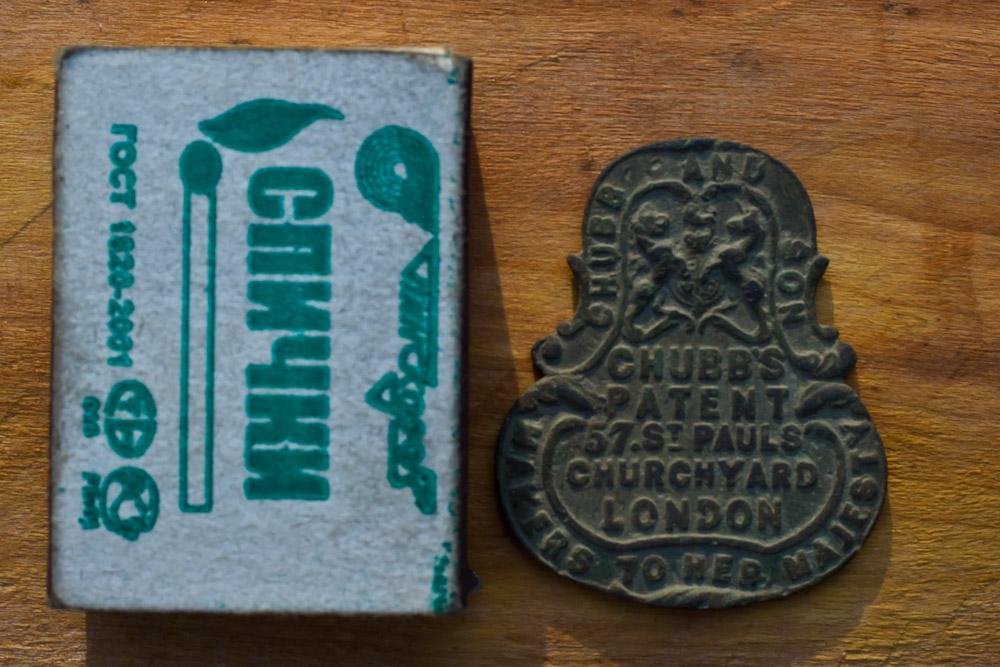 СПИЧКИ
ГОСТ 1820-2001
CHUBB AND SON
CHUBB'S
PATENT
57. ST PAULS
CHURCHYARD
LONDON
MAKERS TO HER MAJESTY